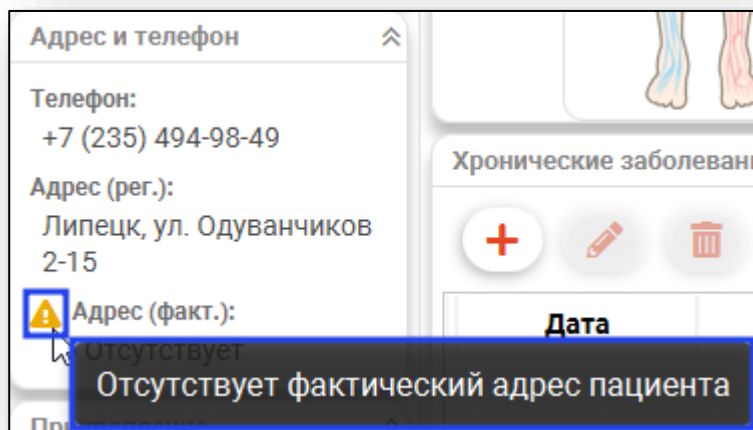 Адрес и телефон
Телефон:
+7 (235) 494-98-49
Адрес (рег.):
Липецк, ул. Одуванчиков
2-15
Адрес (факт.):
Отсутствует
Отсутствует фактический адрес пациента
Хронические заболеван
Дата